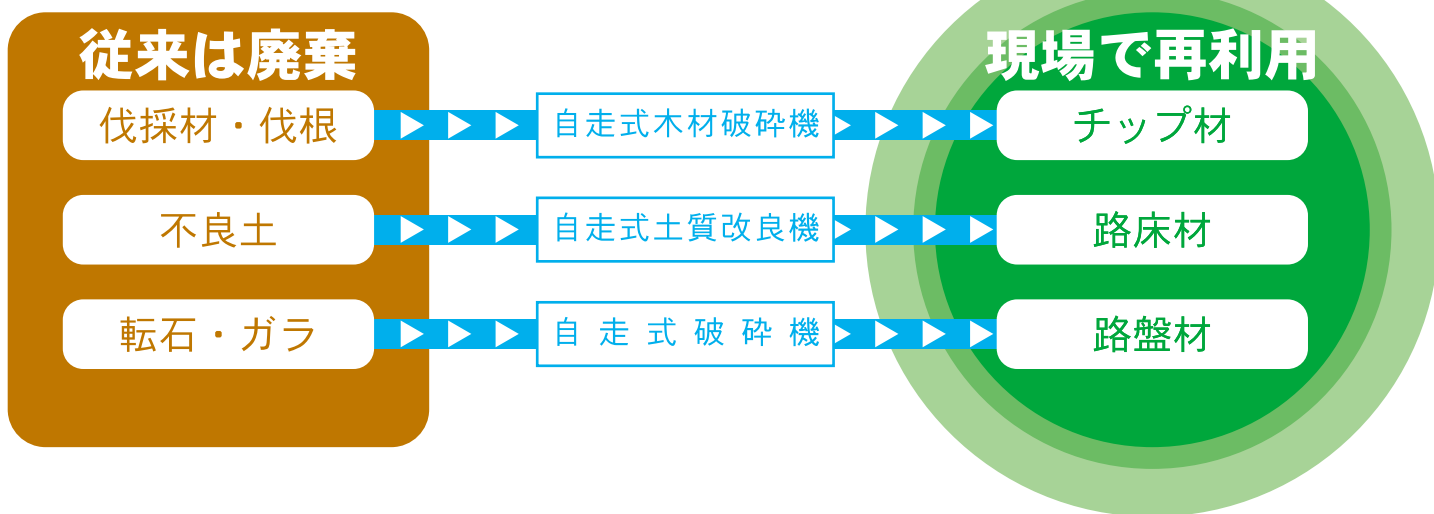 従来は廃棄
現場で再利用
伐採材・伐根
自走式木材破砕機
チップ材
不良土
自走式土質改良機
路床材
転石・ガラ
自走式破砕機
路盤材